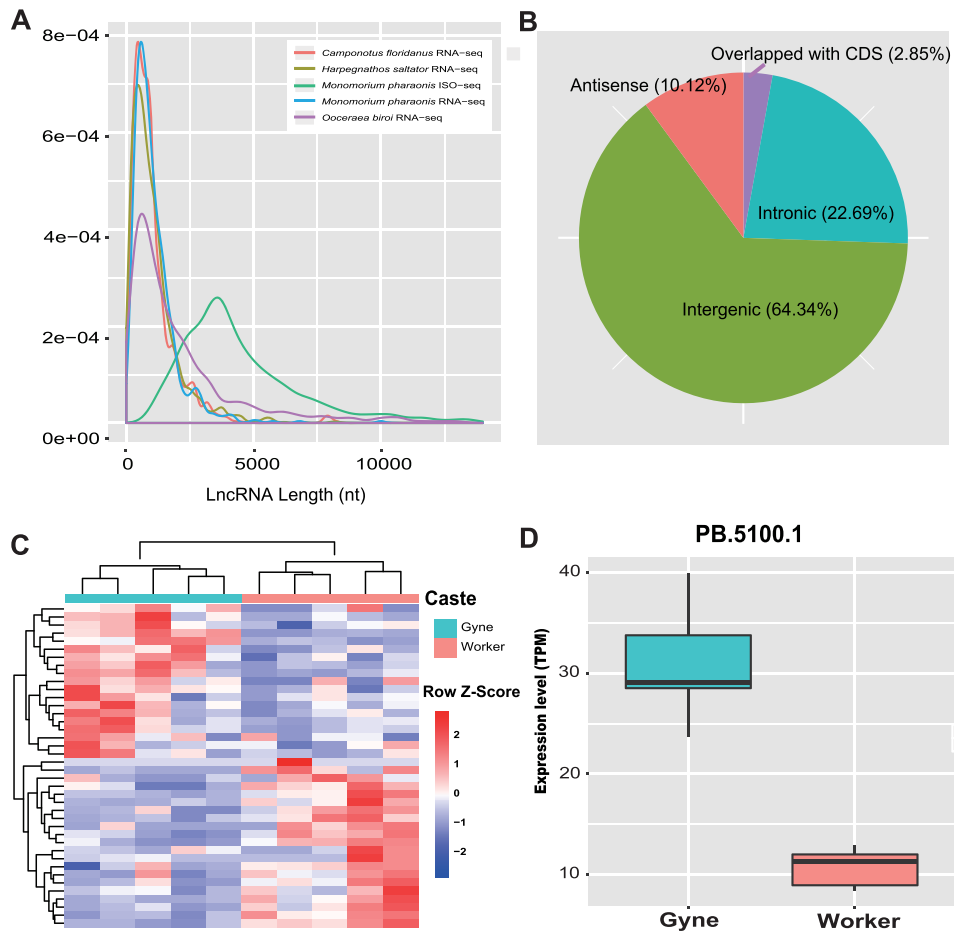 A
8e−04
6e−04
4e−04
2e−04
0e+00
Camponotus floridanus RNA−seq
Harpegnathos saltator RNA−seq
Monomorium pharaonis ISO−seq
Monomorium pharaonis RNA−seq
Ooceraea biroi RNA−seq
0
5000
10000
LncRNA Length (nt)
B
Overlapped with CDS (2.85%)
Antisense (10.12%)
Intronic (22.69%)
Intergenic (64.34%)
C
Caste
Gyne
Worker
Row Z-Score
2
1
0
−1
−2
D
PB.5100.1
Expression level (TPM)
40
30
20
10
Gyne
Worker